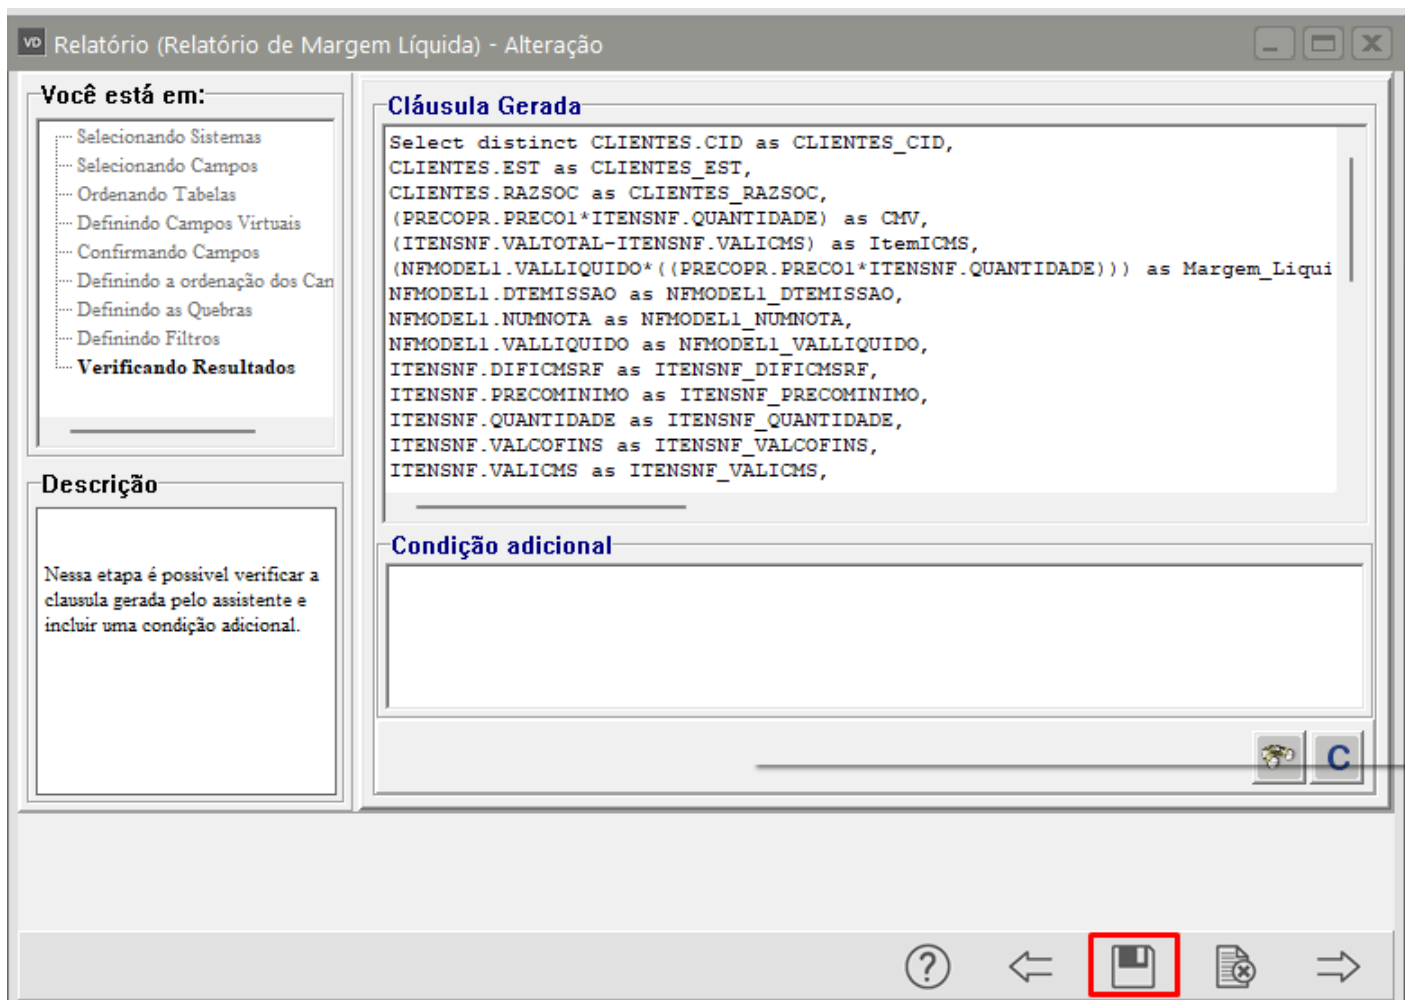 VD Relatório (Relatório de Margem Líquida) - Alteração
Você está em:
Selecionando Sistemas
Selecionando Campos
Ordenando Tabelas
Definindo Campos Virtuais
Confirmando Campos
Definindo a ordenação dos Can
Definindo as Quebras
Definindo Filtros
Verificando Resultados
Descrição
Nessa etapa é possível verificar a
clausula gerada pelo assistente e
incluir uma condição adicional.
Cláusula Gerada
Select distinct CLIENTES.CID as CLIENTES_CID,
CLIENTES.EST as CLIENTES_EST,
CLIENTES.RAZSOC as CLIENTES_RAZSOC,
(PRECOPR.PRECO1*ITENSNF.QUANTIDADE) as CMV,
(ITENSNF.VALTOTAL-ITENSNF.VALICMS) as ItemICMS,
(NFMODEL1.VALLIQUIDO*((PRECOPR.PRECO1*ITENSNF.QUANTIDADE))) as Margem_Liqui
NFMODEL1.DTEMISSAO as NFMODEL1_DTEMISSAO,
NFMODEL1.NUMNOTA as NFMODEL1_NUMNOTA,
NFMODEL1.VALLIQUIDO as NFMODEL1_VALLIQUIDO,
ITENSNF.DIFICMSRF as ITENSNF_DIFICMSRF,
ITENSNF.PRECOMINIMO as ITENSNF_PRECOMINIMO,
ITENSNF.QUANTIDADE as ITENSNF_QUANTIDADE,
ITENSNF.VALCOFINS as ITENSNF_VALCOFINS,
ITENSNF.VALICMS as ITENSNF_VALICMS,
Condição adicional
C
?